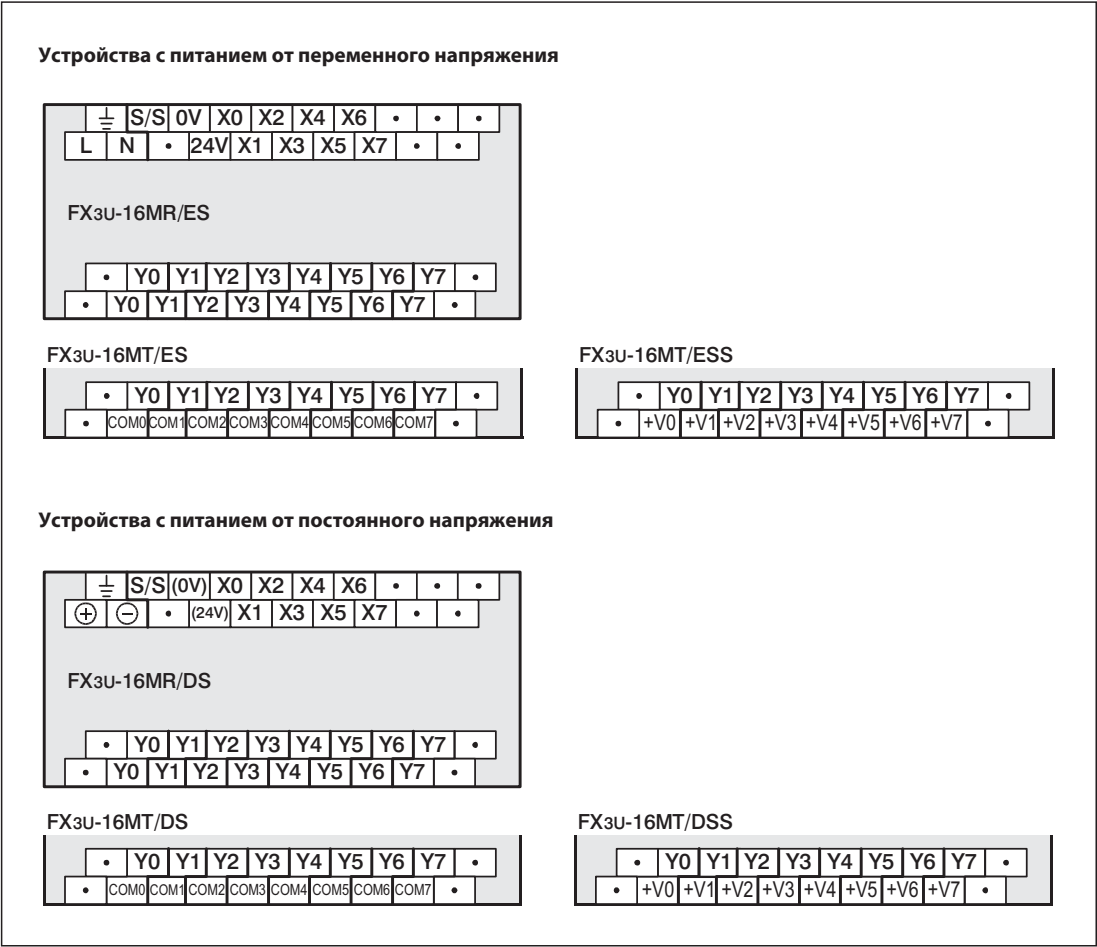 Устройства с питанием от переменного напряжения
⏚ S/S 0V X0 X2 X4 X6 • • •
L N • 24V X1 X3 X5 X7 • •
FX3U-16MR/ES
• Y0 Y1 Y2 Y3 Y4 Y5 Y6 Y7 •
• Y0 Y1 Y2 Y3 Y4 Y5 Y6 Y7 •
FX3U-16MT/ES
• Y0 Y1 Y2 Y3 Y4 Y5 Y6 Y7 •
• COM0 COM1 COM2 COM3 COM4 COM5 COM6 COM7 •
FX3U-16MT/ESS
• Y0 Y1 Y2 Y3 Y4 Y5 Y6 Y7 •
• +V0 +V1 +V2 +V3 +V4 +V5 +V6 +V7 •
Устройства с питанием от постоянного напряжения
⏚ S/S (0V) X0 X2 X4 X6 • • •
⊕ ⊖ • (24V) X1 X3 X5 X7 • •
FX3U-16MR/DS
• Y0 Y1 Y2 Y3 Y4 Y5 Y6 Y7 •
• Y0 Y1 Y2 Y3 Y4 Y5 Y6 Y7 •
FX3U-16MT/DS
• Y0 Y1 Y2 Y3 Y4 Y5 Y6 Y7 •
• COM0 COM1 COM2 COM3 COM4 COM5 COM6 COM7 •
FX3U-16MT/DSS
• Y0 Y1 Y2 Y3 Y4 Y5 Y6 Y7 •
• +V0 +V1 +V2 +V3 +V4 +V5 +V6 +V7 •